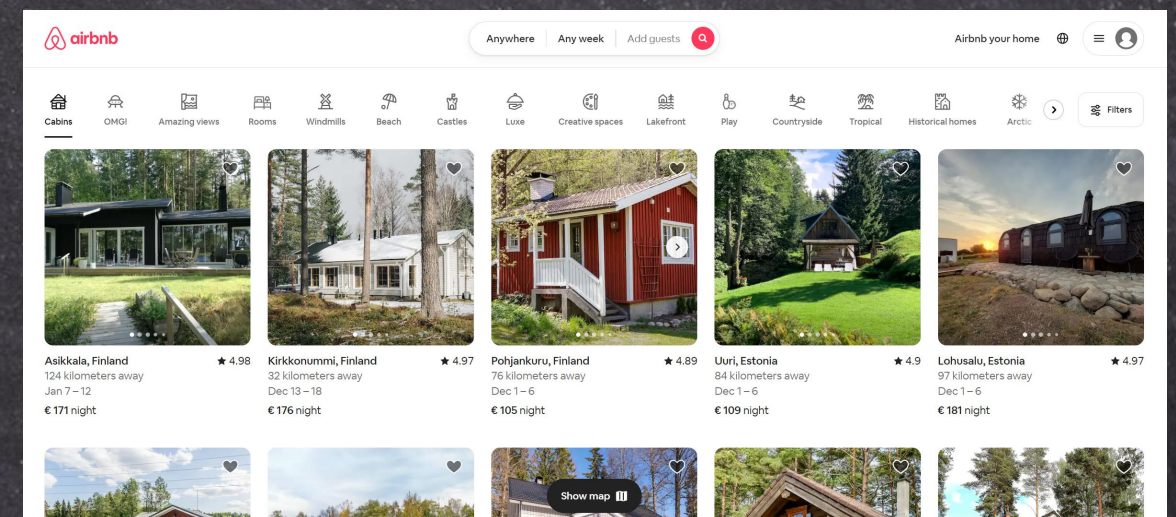 airbnb
Anywhere Any week Add guests
Airbnb your home
Cabins OMG! Amazing views Rooms Windmills Beach Castles Luxe Creative spaces Lakefront Play Countryside Tropical Historical homes Arctic
Filters
Asikkala, Finland ★ 4.98
124 kilometers away
Jan 7 – 12
€ 171 night
Kirkkonummi, Finland ★ 4.97
32 kilometers away
Dec 13 – 18
€ 176 night
Pohjankuru, Finland ★ 4.89
76 kilometers away
Dec 1 – 6
€ 105 night
Uuri, Estonia ★ 4.9
84 kilometers away
Dec 1 – 6
€ 109 night
Lohusalu, Estonia ★ 4.97
97 kilometers away
Dec 1 – 6
€ 181 night
Show map